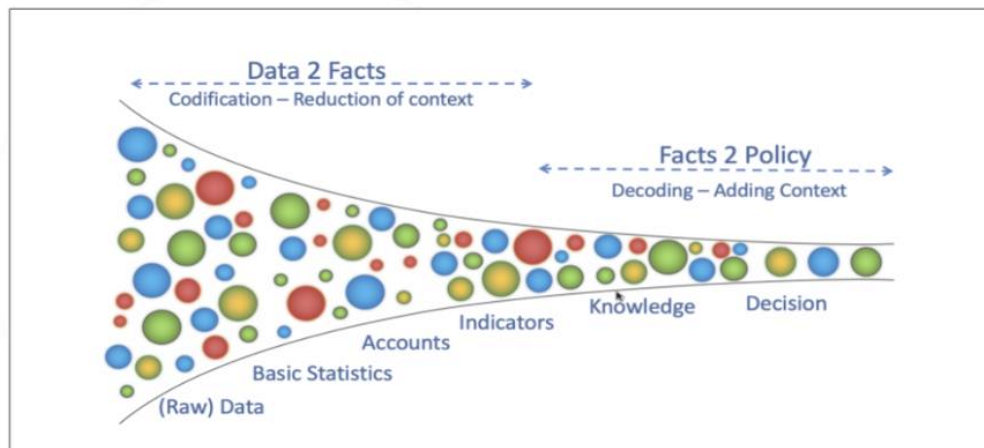 Data 2 Facts
Codification – Reduction of context
Facts 2 Policy
Decoding – Adding Context
Decision
Knowledge
Indicators
Accounts
Basic Statistics
(Raw) Data